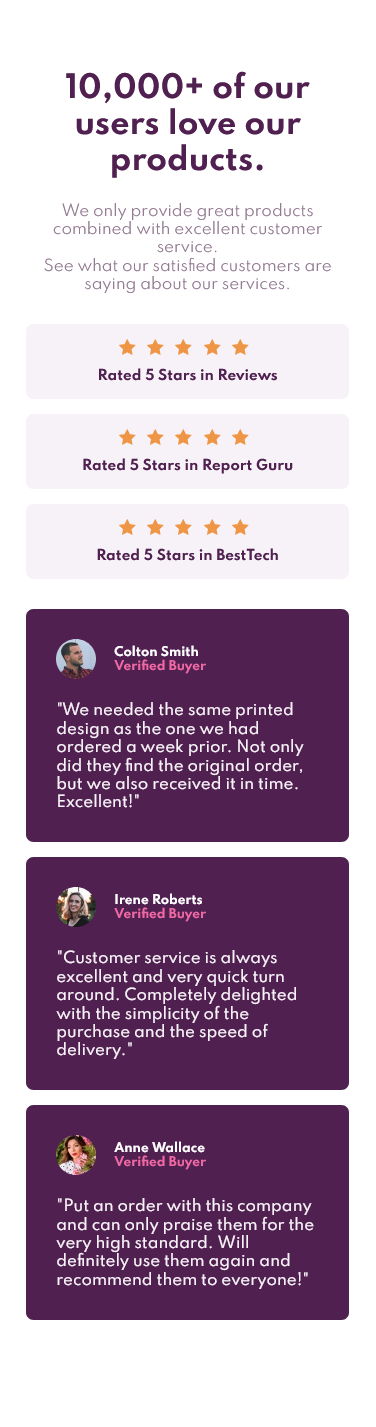 10,000+ of our
users love our
products.
We only provide great products
combined with excellent customer
service.
See what our satisfied customers are
saying about our services.
Rated 5 Stars in Reviews
Rated 5 Stars in Report Guru
Rated 5 Stars in BestTech
Colton Smith
Verified Buyer
"We needed the same printed
design as the one we had
ordered a week prior. Not only
did they find the original order,
but we also received it in time.
Excellent!"
Irene Roberts
Verified Buyer
"Customer service is always
excellent and very quick turn
around. Completely delighted
with the simplicity of the
purchase and the speed of
delivery."
Anne Wallace
Verified Buyer
"Put an order with this company
and can only praise them for the
very high standard. Will
definitely use them again and
recommend them to everyone!"